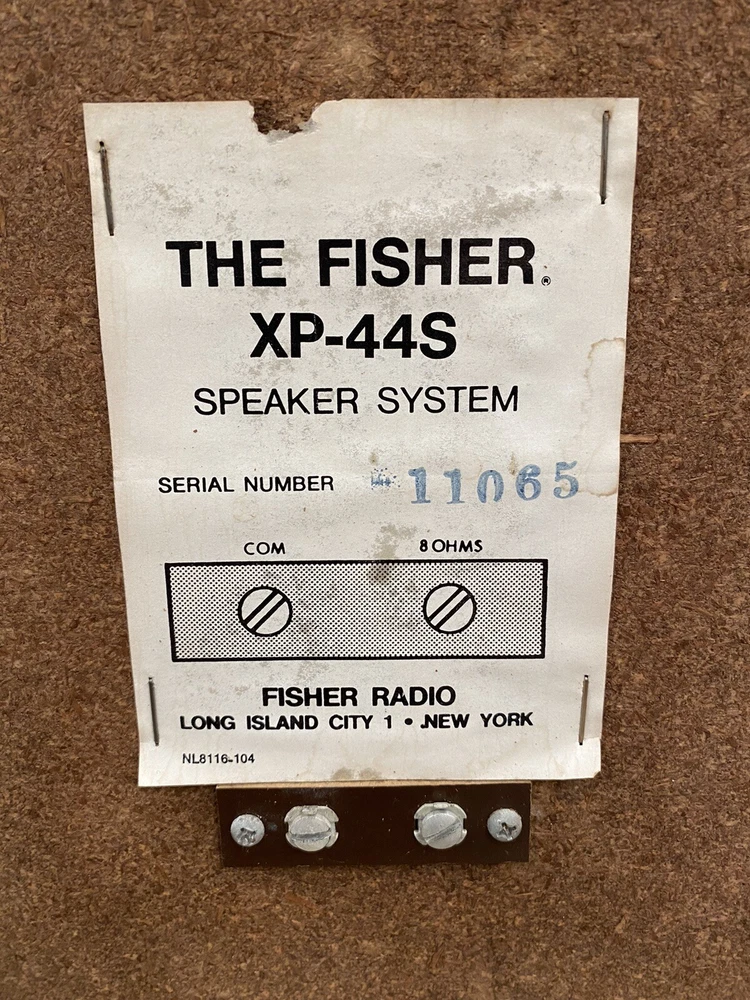 THE FISHER®
XP-44S
SPEAKER SYSTEM
SERIAL NUMBER 11065
COM 8 OHMS
FISHER RADIO
LONG ISLAND CITY 1 • NEW YORK
NL8116-104